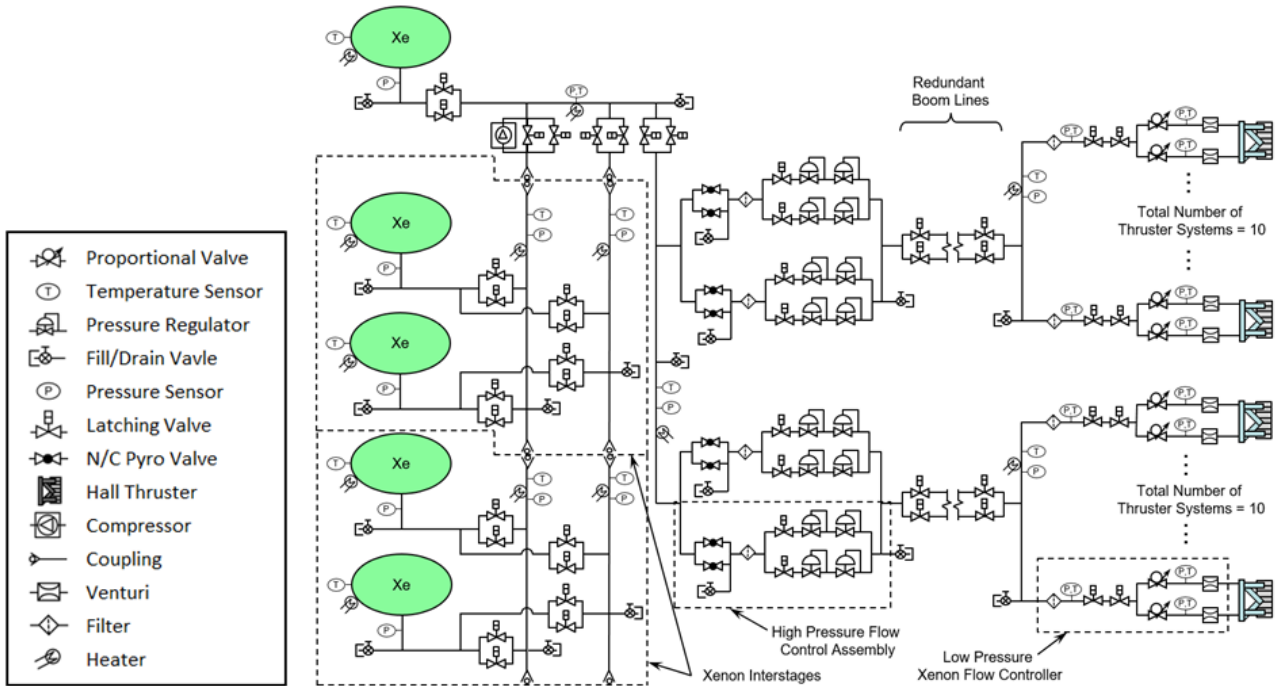 Proportional Valve
T Temperature Sensor
Pressure Regulator
Fill/Drain Vavle
P Pressure Sensor
Latching Valve
N/C Pyro Valve
Hall Thruster
Compressor
Coupling
Venturi
Filter
Heater
Xe
T
P
P,T
Xe
T
P
T
P
T
P
Xe
T
P
Xe
T
P
T
P
T
P
Xe
T
P
Xenon Interstages
T
P
High Pressure Flow
Control Assembly
Redundant
Boom Lines
T
P
P,T
P,T
P,T
Total Number of
Thruster Systems = 10
P,T
P,T
P,T
T
P
P,T
P,T
P,T
Total Number of
Thruster Systems = 10
P,T
P,T
P,T
Low Pressure
Xenon Flow Controller